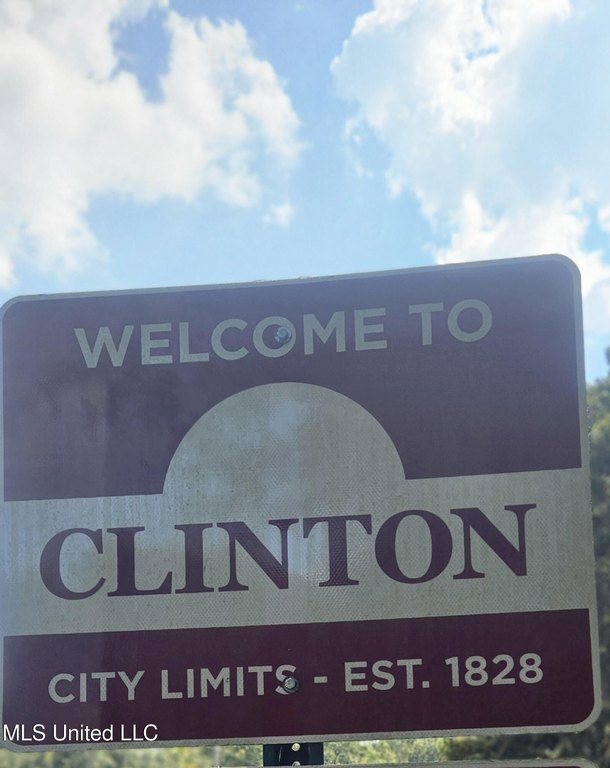 WELCOME TO
CLINTON
CITY LIMITS - EST. 1828
MLS United LLC